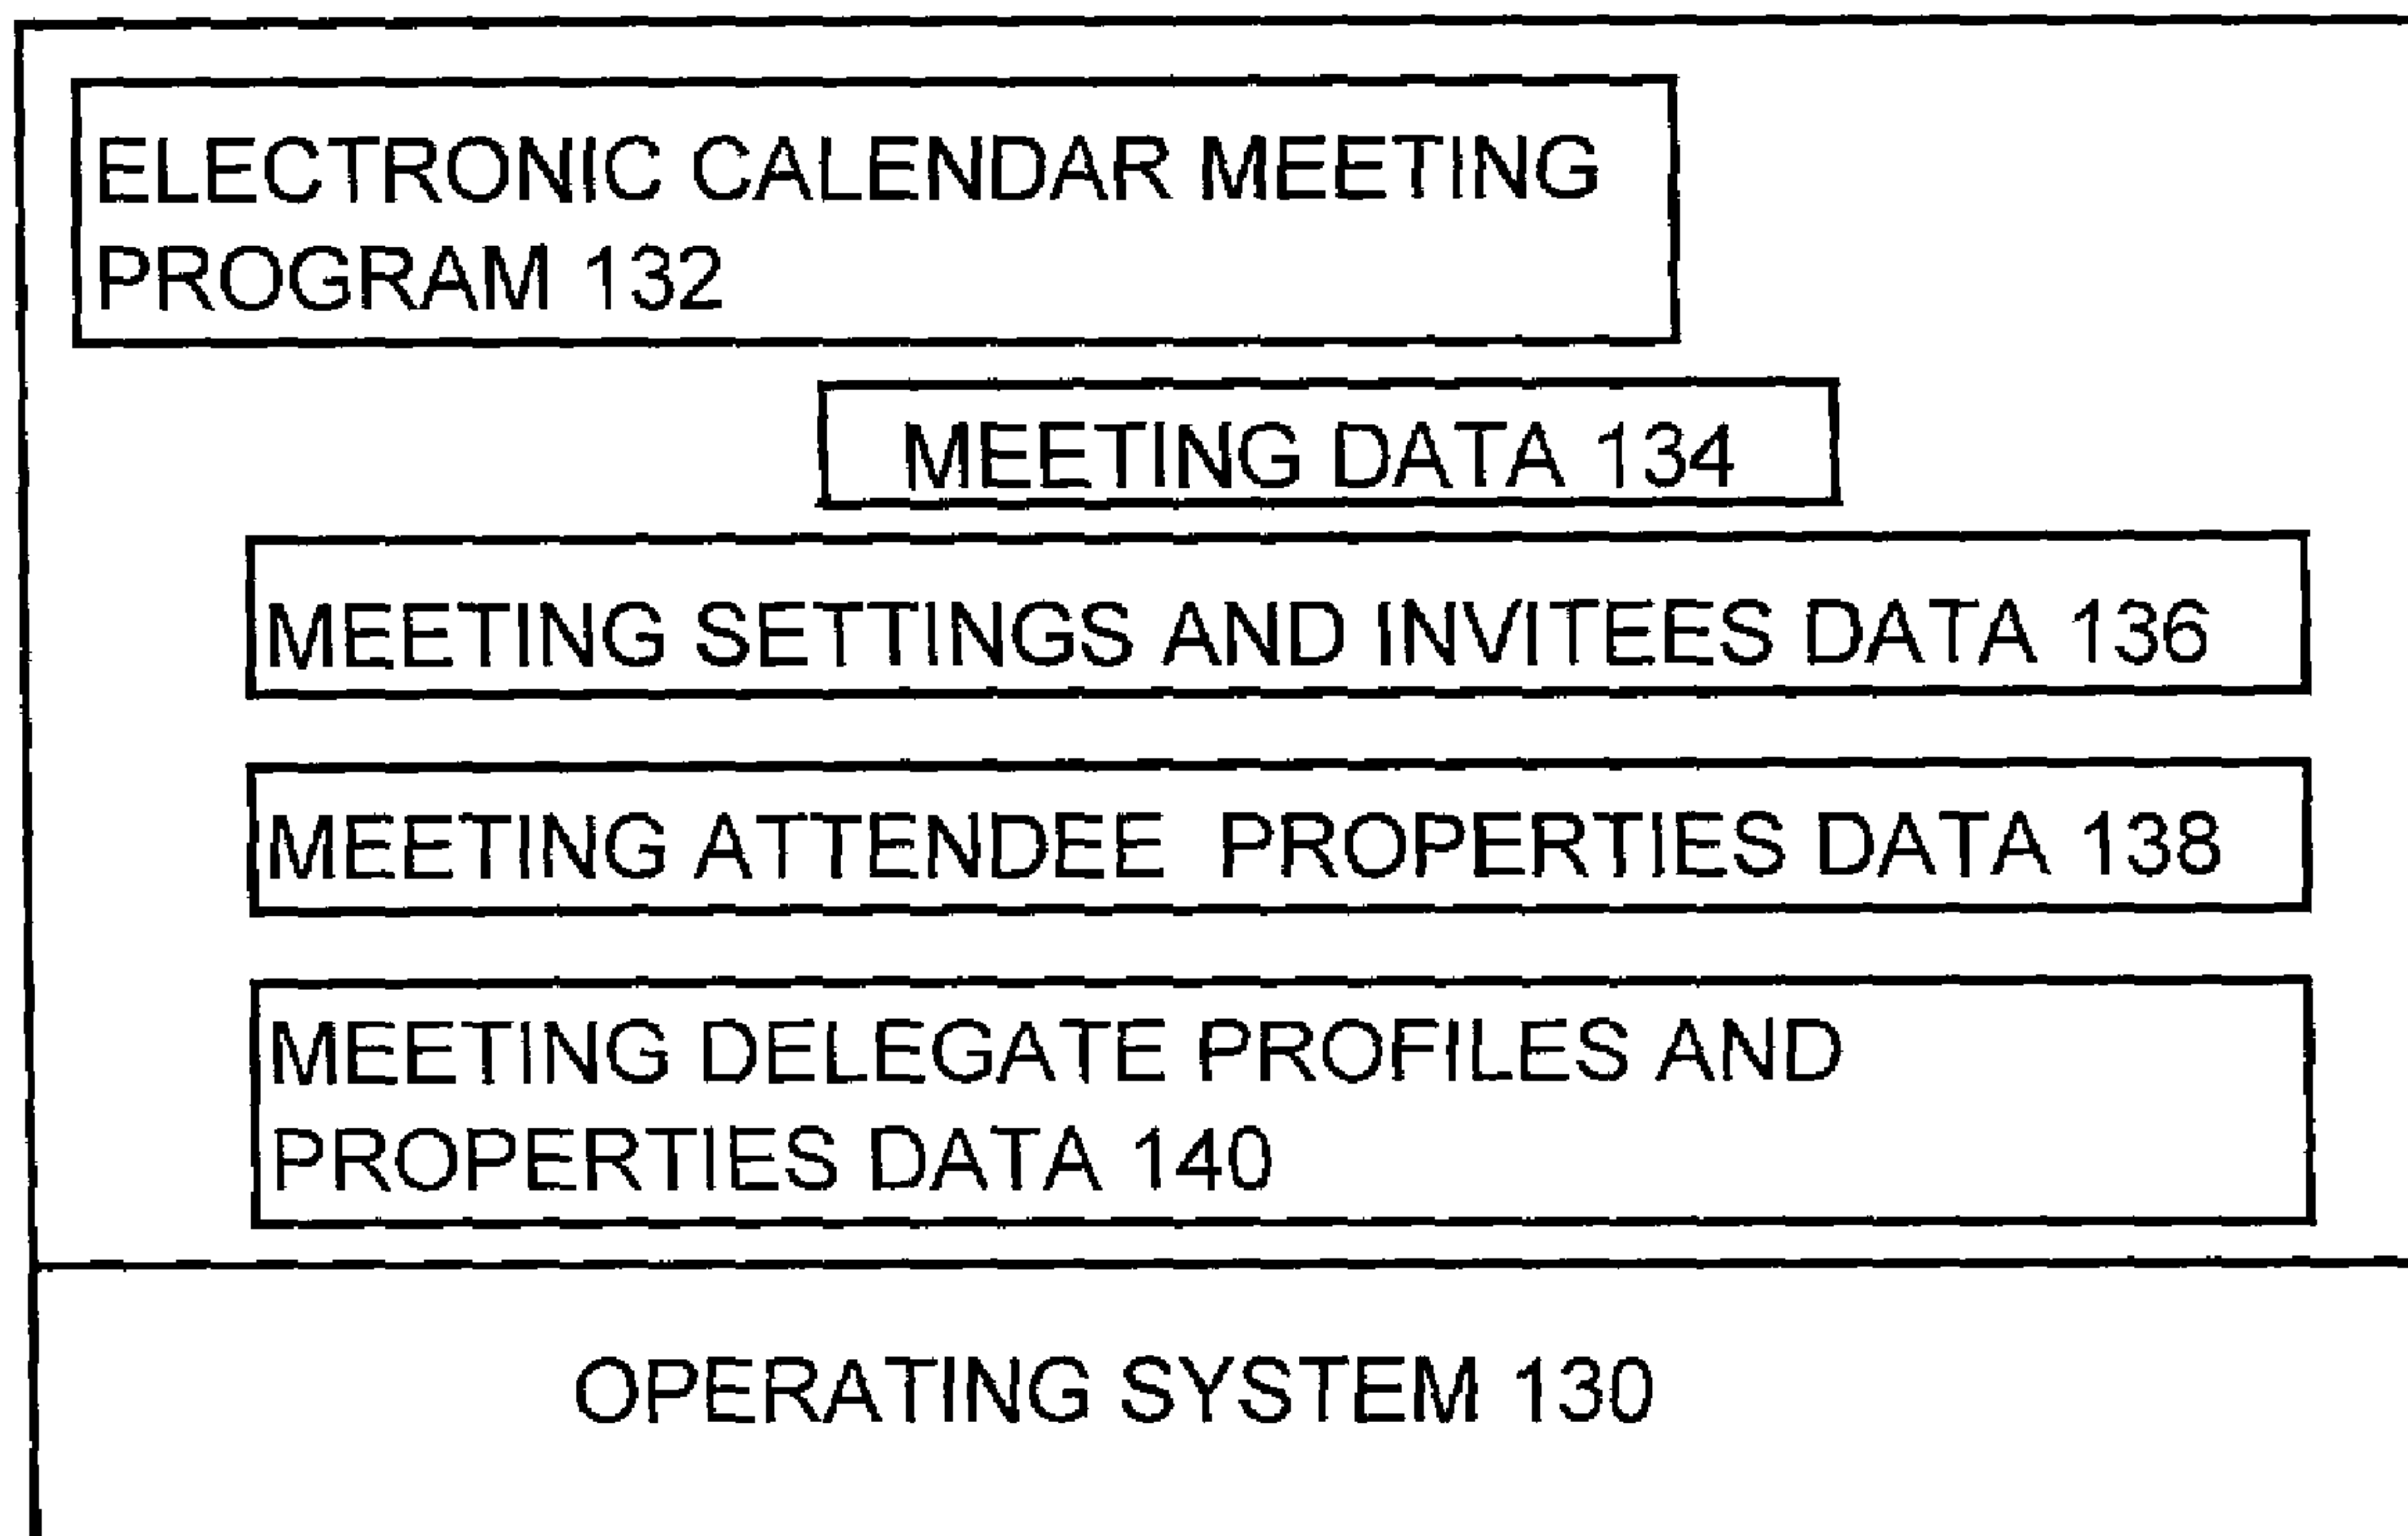 ELECTRONIC CALENDAR MEETING
PROGRAM 132
MEETING DATA 134
MEETING SETTINGS AND INVITEES DATA 136
MEETING ATTENDEE PROPERTIES DATA 138
MEETING DELEGATE PROFILES AND
PROPERTIES DATA 140
OPERATING SYSTEM 130